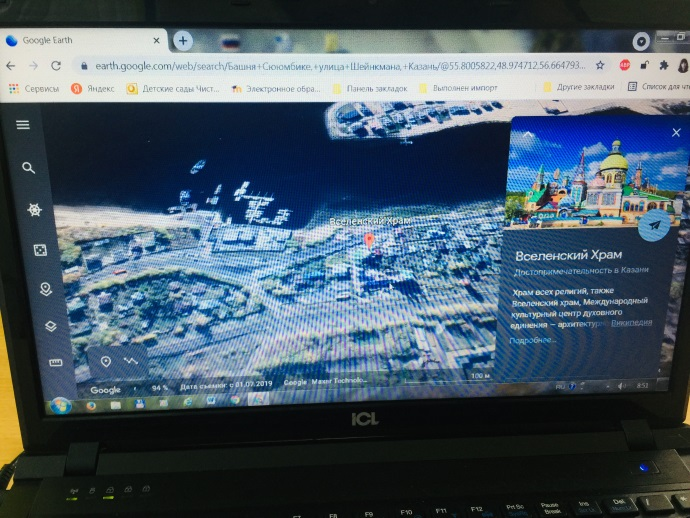 Google Earth
earth.google.com/web/search/Башня+Сююмбике,+улица+Шейнкмана,+Казань/@55.8005822,48.974712,56.664793...
ABP
Сервисы Яндекс Детские сады Чист... Электронное обра... Панель закладок Выполнен импорт Другие закладки Список для чте
Вселенский Храм
Вселенский Храм
Достопримечательность в Казани
Храм всех религий, также
Вселенский храм, Международный
культурный центр духовного
единения — архитектурн Википедия
Подробнее...
Google 94 % Дата съемки: с 01.07.2019 Google Maxar Technolo... 100 м
RU 8:52
ICL
F7 F8 F9 F10 F11 F12 Prt Sc Pause Break Ins Del